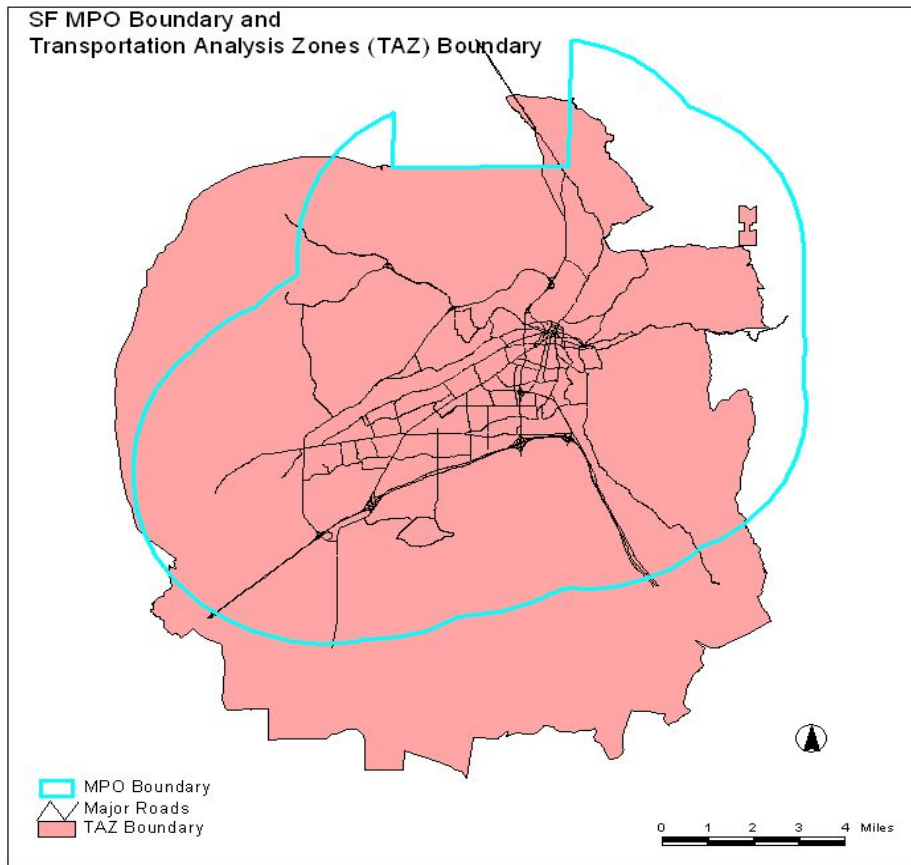 SF MPO Boundary and
Transportation Analysis Zones (TAZ) Boundary
MPO Boundary
Major Roads
TAZ Boundary
0 1 2 3 4 Miles